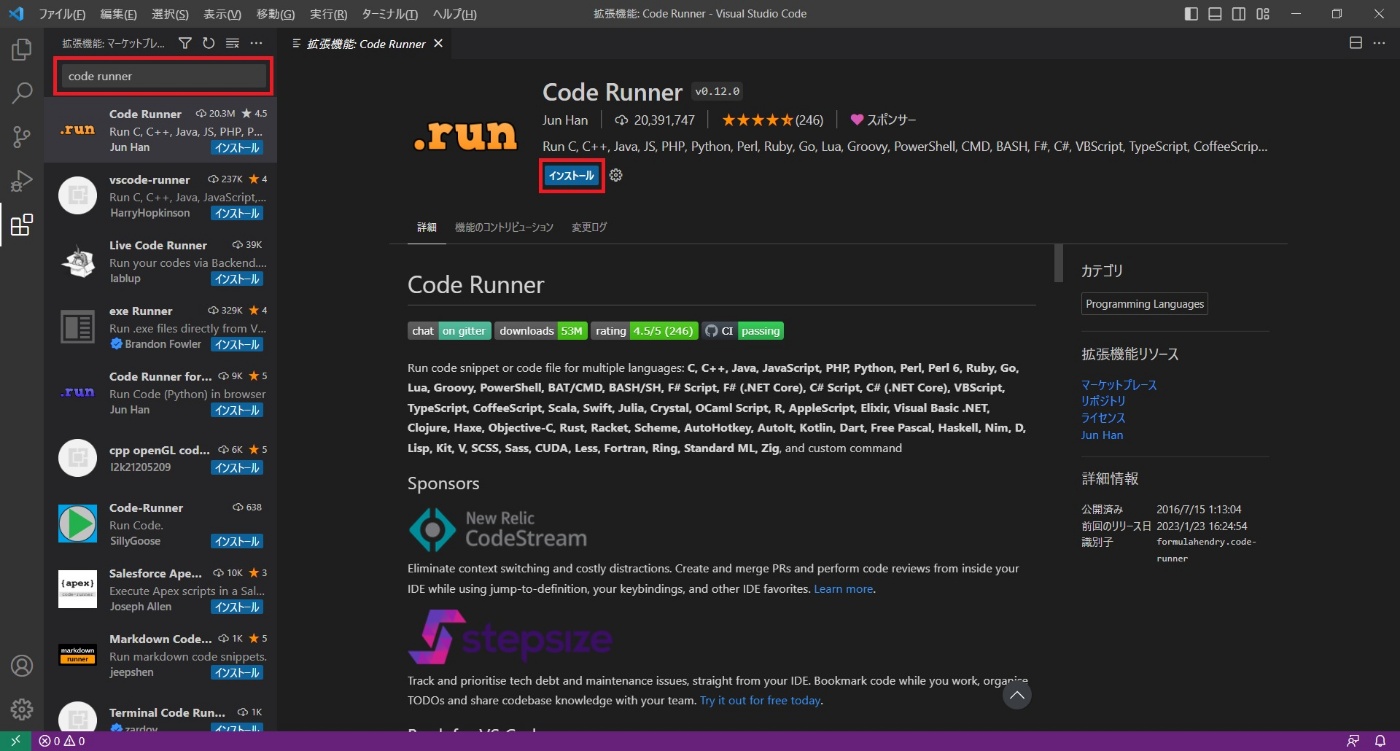 ファイル(F) 編集(E) 選択(S) 表示(V) 移動(G) 実行(R) ターミナル(T) ヘルプ(H)
拡張機能: Code Runner - Visual Studio Code
拡張機能: マーケットプレ...
code runner
Code Runner 20.3M ★ 4.5
Run C, C++, Java, JS, PHP, P...
Jun Han インストール
vscode-runner 237K ★ 4
Run C, C++, Java, JavaScript,...
HarryHopkinson インストール
Live Code Runner 39K
Run your codes via Backend....
lablup インストール
exe Runner 329K ★ 4
Run .exe files directly from V...
Brandon Fowler インストール
Code Runner for... 9K ★ 5
Run Code (Python) in browser
Jun Han インストール
cpp openGL cod... 6K ★ 5
l2k21205209 インストール
Code-Runner 638
Run Code.
SillyGoose インストール
{apex}
Salesforce Ape... 10K ★ 3
Execute Apex scripts in a Sal...
Joseph Allen インストール
markdown
runner
Markdown Code... 1K ★ 5
Run markdown code snippets.
jeepshen インストール
Terminal Code Run... 1K
zardoy インストール
0 0
拡張機能: Code Runner
.run
Code Runner v0.12.0
Jun Han 20,391,747 (246) スポンサー
Run C, C++, Java, JS, PHP, Python, Perl, Ruby, Go, Lua, Groovy, PowerShell, CMD, BASH, F#, C#, VBScript, TypeScript, CoffeeScrip...
インストール
詳細 機能のコントリビューション 変更ログ
Code Runner
chat on gitter downloads 53M rating 4.5/5 (246) CI passing
Run code snippet or code file for multiple languages: C, C++, Java, JavaScript, PHP, Python, Perl, Perl 6, Ruby, Go,
Lua, Groovy, PowerShell, BAT/CMD, BASH/SH, F# Script, F# (.NET Core), C# Script, C# (.NET Core), VBScript,
TypeScript, CoffeeScript, Scala, Swift, Julia, Crystal, OCaml Script, R, AppleScript, Elixir, Visual Basic .NET,
Clojure, Haxe, Objective-C, Rust, Racket, Scheme, AutoHotkey, AutoIt, Kotlin, Dart, Free Pascal, Haskell, Nim, D,
Lisp, Kit, V, SCSS, Sass, CUDA, Less, Fortran, Ring, Standard ML, Zig, and custom command
Sponsors
New Relic
CodeStream
Eliminate context switching and costly distractions. Create and merge PRs and perform code reviews from inside your
IDE while using jump-to-definition, your keybindings, and other IDE favorites. Learn more.
stepsize
Track and prioritise tech debt and maintenance issues, straight from your IDE. Bookmark code while you work, organise
TODOs and share codebase knowledge with your team. Try it out for free today.
カテゴリ
Programming Languages
拡張機能リソース
マーケットプレース
リポジトリ
ライセンス
Jun Han
詳細情報
公開済み 2016/7/15 1:13:04
前回のリリース日 2023/1/23 16:24:54
識別子 formulahendry.code-
runner